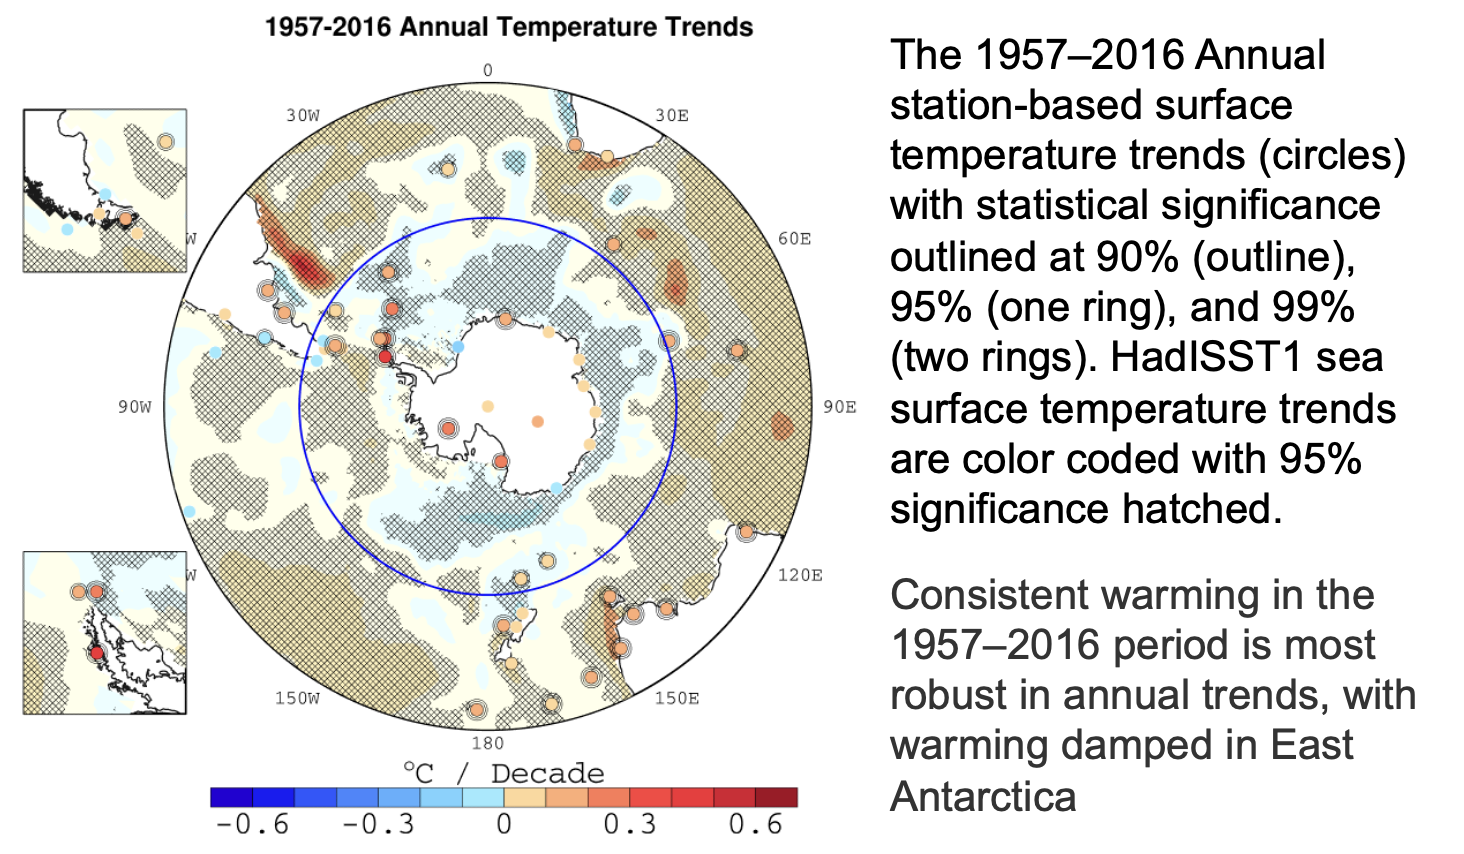 1957-2016 Annual Temperature Trends
0
30W
30E
W
60E
90W
90E
W
120E
150W
150E
180
°C / Decade
-0.6 -0.3 0 0.3 0.6
The 1957–2016 Annual
station-based surface
temperature trends (circles)
with statistical significance
outlined at 90% (outline),
95% (one ring), and 99%
(two rings). HadISST1 sea
surface temperature trends
are color coded with 95%
significance hatched.
Consistent warming in the
1957–2016 period is most
robust in annual trends, with
warming damped in East
Antarctica